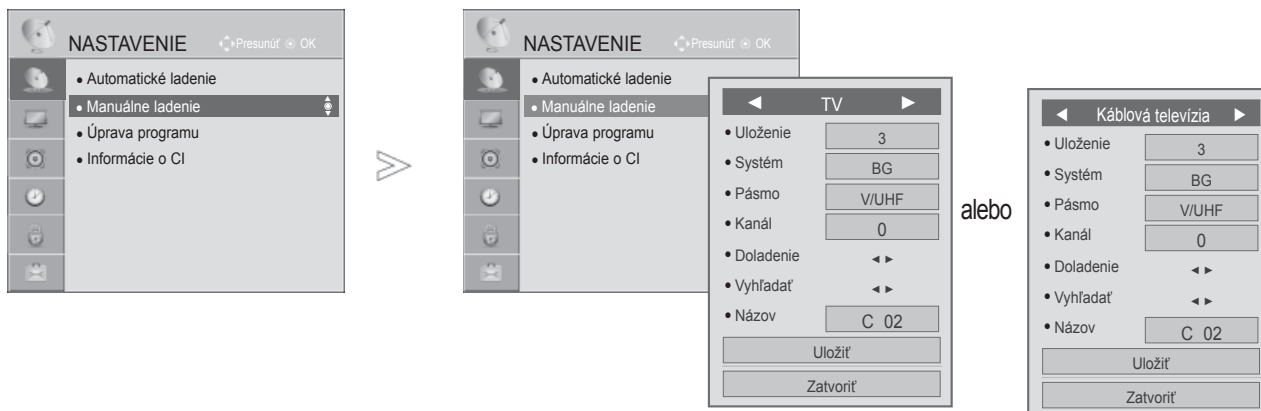 NASTAVENIE
Presunúť OK
• Automatické ladenie
• Manuálne ladenie
• Úprava programu
• Informácie o CI
NASTAVENIE
Presunúť OK
• Automatické ladenie
• Manuálne ladenie
• Úprava programu
• Informácie o CI
◄ TV ►
• Uloženie 3
• Systém BG
• Pásmo V/UHF
• Kanál 0
• Doladenie ◄ ►
• Vyhľadať ◄ ►
• Názov C 02
Uložiť
Zatvoriť
alebo
◄ Káblová televízia ►
• Uloženie 3
• Systém BG
• Pásmo V/UHF
• Kanál 0
• Doladenie ◄ ►
• Vyhľadať ◄ ►
• Názov C 02
Uložiť
Zatvoriť